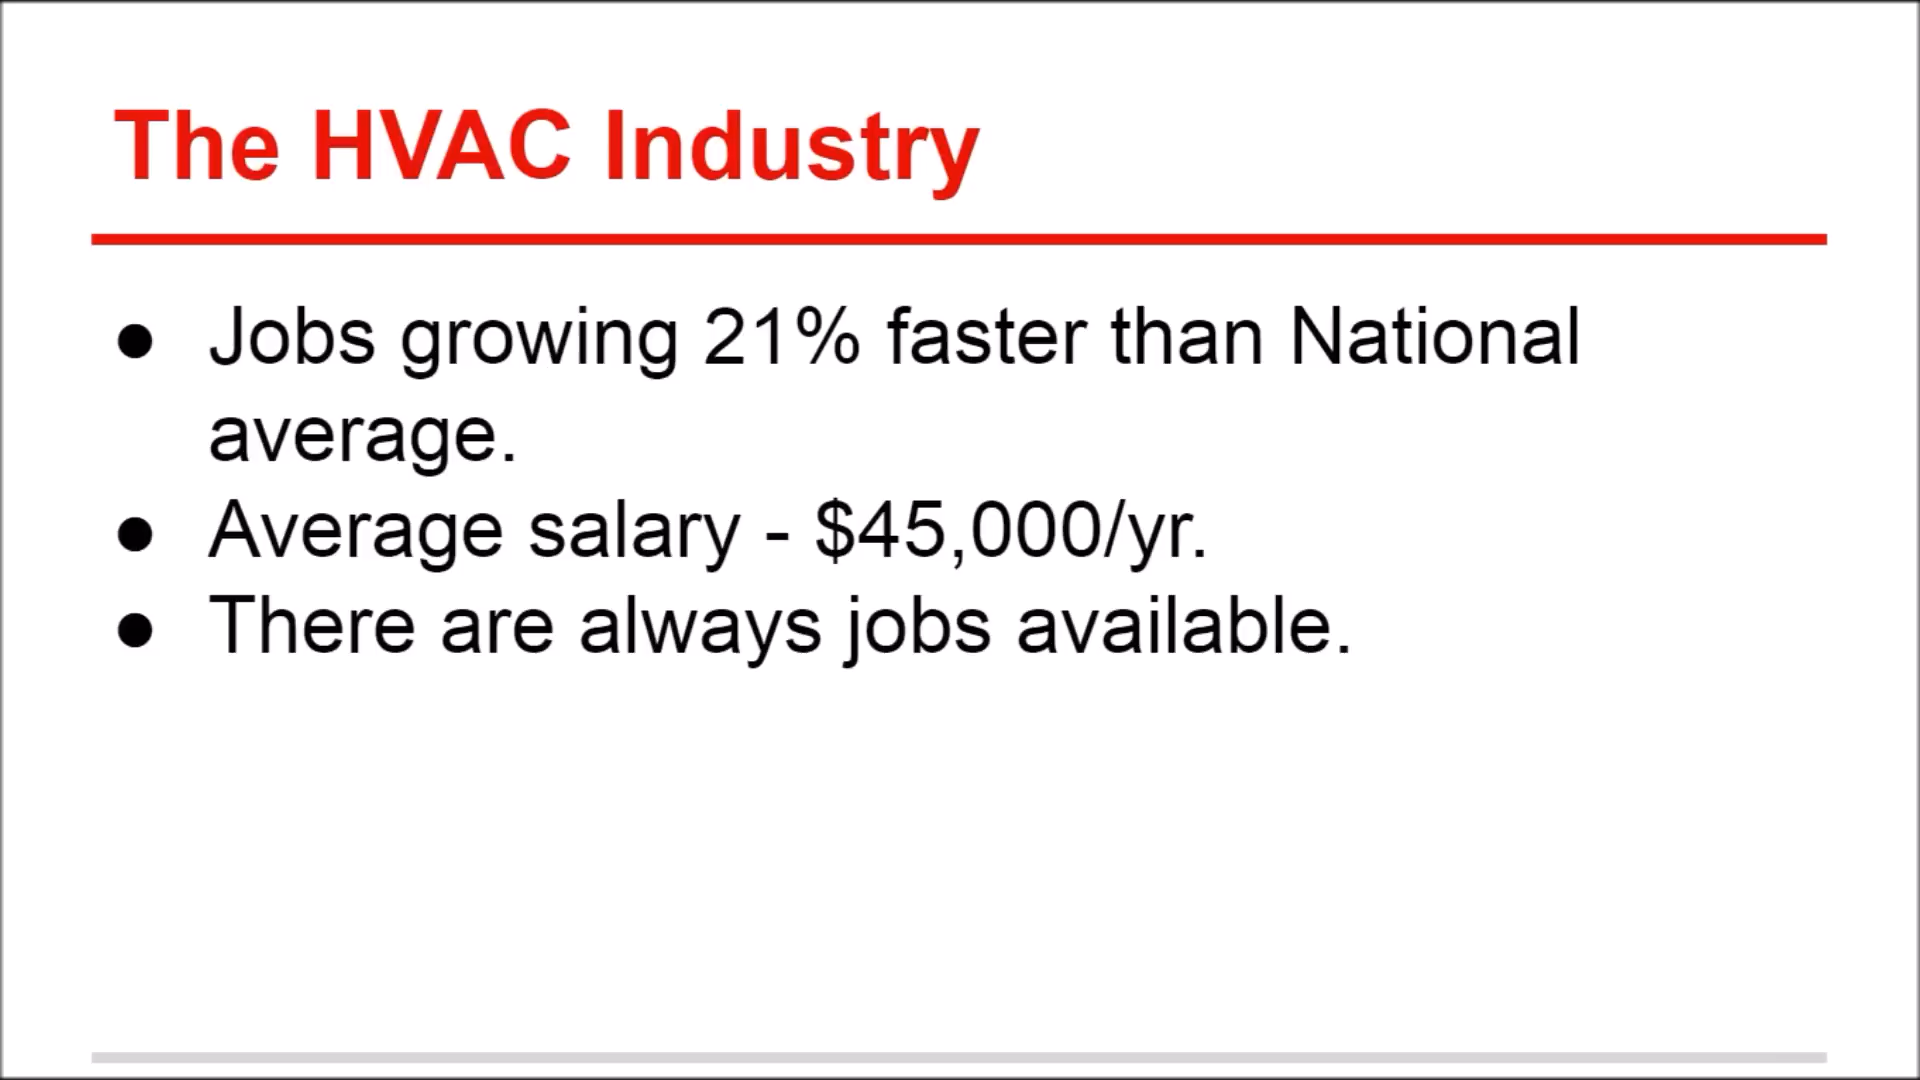 The HVAC Industry
● Jobs growing 21% faster than National
average.
● Average salary - $45,000/yr.
● There are always jobs available.